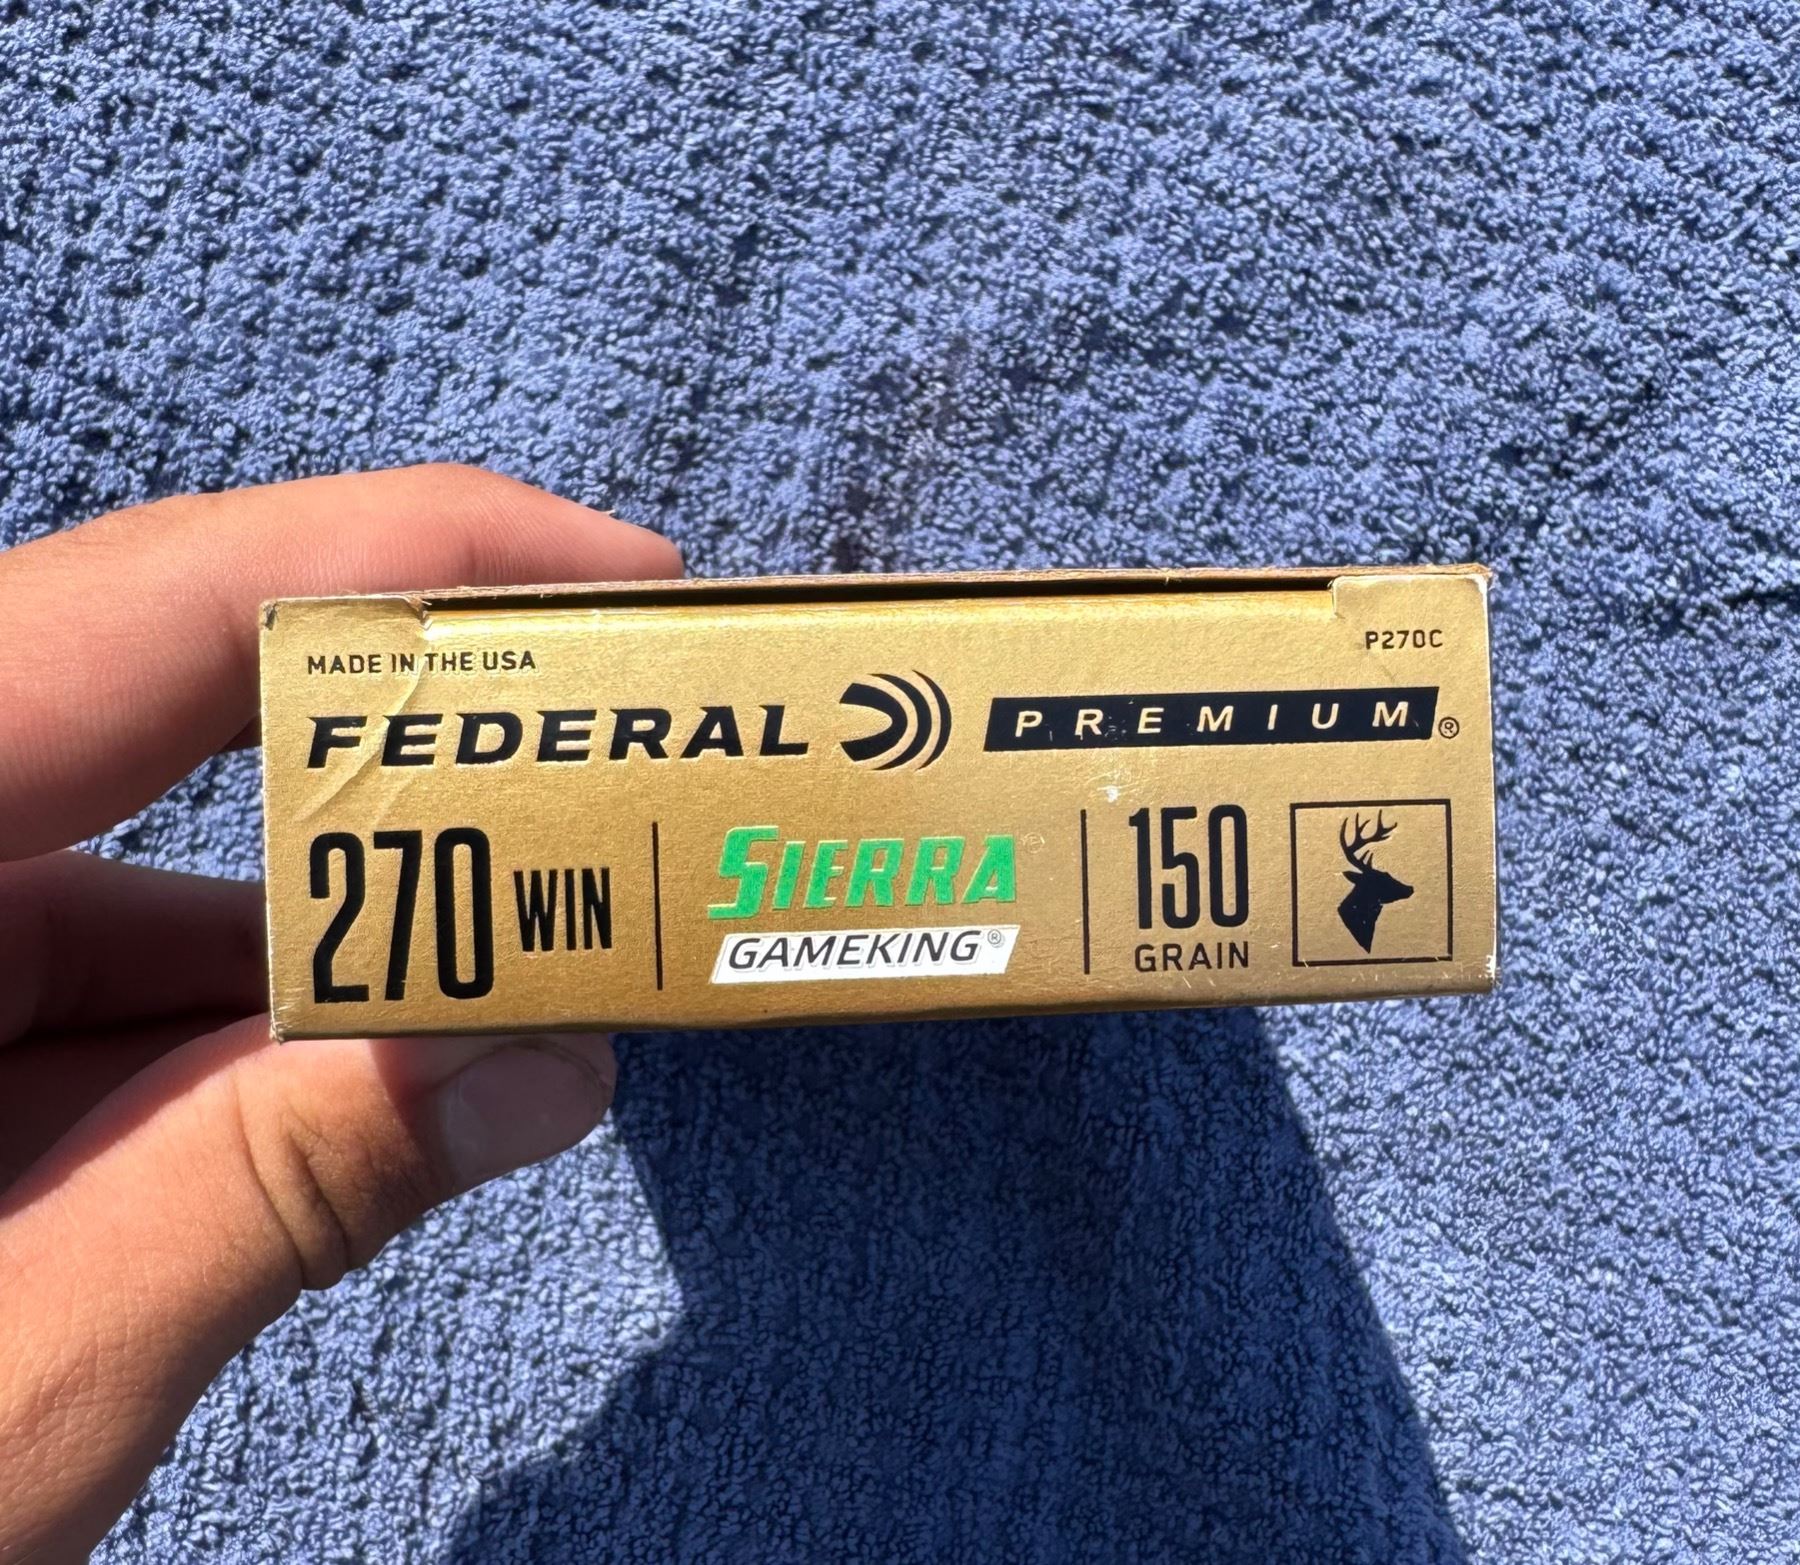 MADE IN THE USA
P270C
FEDERAL PREMIUM®
270 WIN
SIERRA
GAMEKING®
150
GRAIN